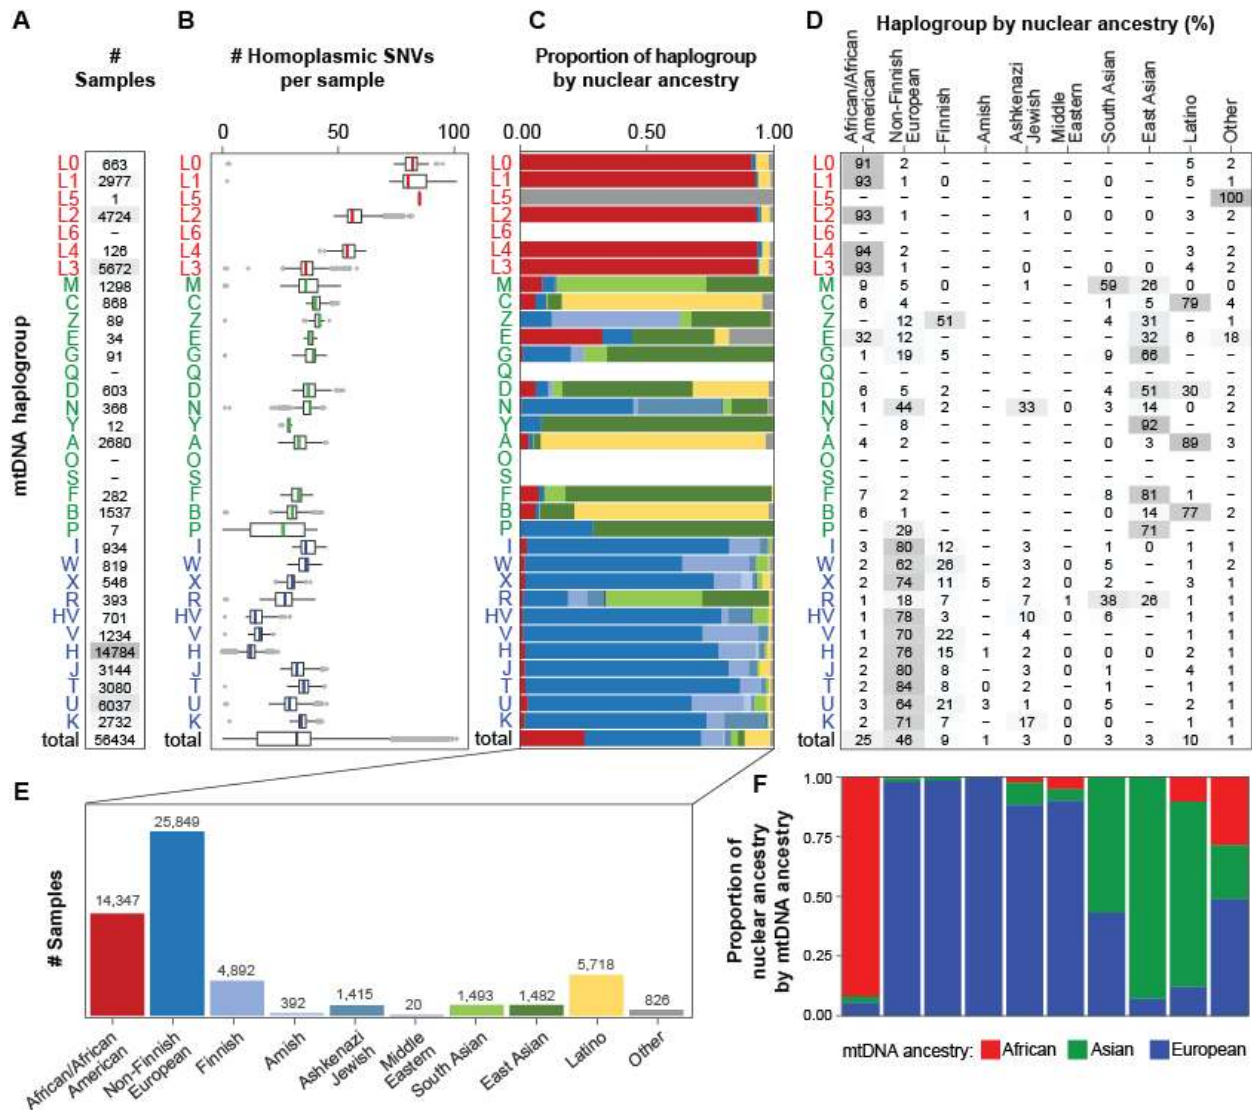 A
B
C
D
Haplogroup by nuclear ancestry (%)
# Samples
# Homoplasmic SNVs per sample
Proportion of haplogroup by nuclear ancestry
African/African American
Non-Finnish European
Finnish
Amish
Ashkenazi Jewish
Middle Eastern
South Asian
East Asian
Latino
Other
0 50 100
0.00 0.50 1.00
mtDNA haplogroup
L0 663 L0 L0 L0 91 2 – – – – – – 5 2
L1 2977 L1 L1 L1 93 1 0 – – – 0 – 5 1
L5 1 L5 L5 L5 – – – – – – – – – 100
L2 4724 L2 L2 L2 93 1 – – 1 0 0 0 3 2
L6 – L6 L6 L6 – – – – – – – – – –
L4 126 L4 L4 L4 94 2 – – – – – – 3 2
L3 5672 L3 L3 L3 93 1 – – 0 – 0 0 4 2
M 1298 M M M 9 5 0 – 1 – 59 26 0 0
C 868 C C C 6 4 – – – – 1 5 79 4
Z 89 Z Z Z – 12 51 – – – 4 31 – 1
E 34 E E E 32 12 – – – – – 32 6 18
G 91 G G G 1 19 5 – – – 9 66 – –
Q – Q Q Q – – – – – – – – – –
D 603 D D D 6 5 2 – – – 4 51 30 2
N 366 N N N 1 44 2 – 33 0 3 14 0 2
Y 12 Y Y Y – 8 – – – – – 92 – –
A 2680 A A A 4 2 – – – – 0 3 89 3
O – O O O – – – – – – – – – –
S – S S S – – – – – – – – – –
F 282 F F F 7 2 – – – – 8 81 1 –
B 1537 B B B 6 1 – – – – 0 14 77 2
P 7 P P P – 29 – – – – – 71 – –
I 934 I I I 3 80 12 – 3 – 1 0 1 1
W 819 W W W 2 62 26 – 3 0 5 – 1 2
X 546 X X X 2 74 11 5 2 0 2 – 3 1
R 393 R R R 1 18 7 – 7 1 38 26 1 1
HV 701 HV HV HV 1 78 3 – 10 0 6 – 1 1
V 1234 V V V 1 70 22 – 4 – – – 1 1
H 14784 H H H 2 76 15 1 2 0 0 0 2 1
J 3144 J J J 2 80 8 – 3 0 1 – 4 1
T 3080 T T T 2 84 8 0 2 – 1 – 1 1
U 6037 U U U 3 64 21 3 1 0 5 – 2 1
K 2732 K K K 2 71 7 – 17 0 0 – 1 1
total 56434 total total total 25 46 9 1 3 0 3 3 10 1
E
# Samples
14,347
25,849
4,892
392
1,415
20
1,493
1,482
5,718
826
African/African American
Non-Finnish European
Finnish
Amish
Ashkenazi Jewish
Middle Eastern
South Asian
East Asian
Latino
Other
F
Proportion of nuclear ancestry by mtDNA ancestry
1.00
0.75
0.50
0.25
0.00
mtDNA ancestry: African Asian European